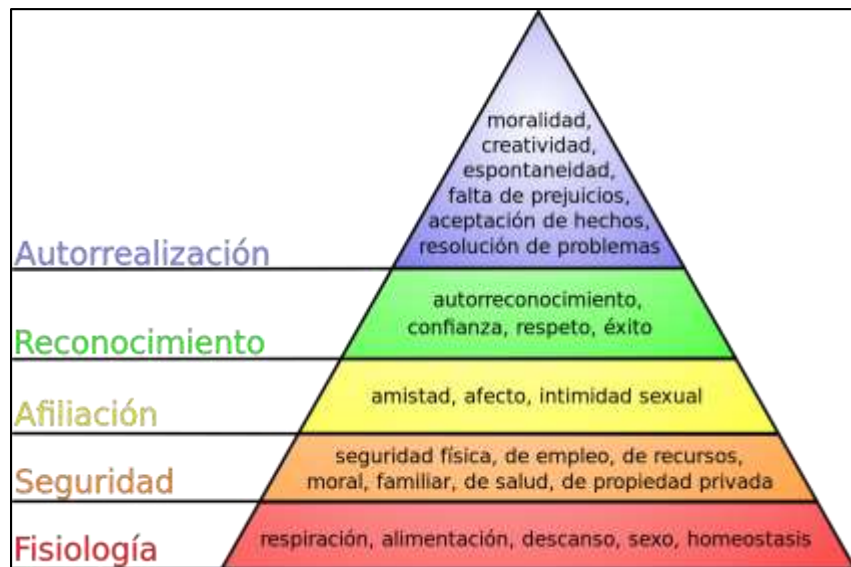 moralidad,
creatividad,
espontaneidad,
falta de prejuicios,
aceptación de hechos,
resolución de problemas
Autorrealización
autorreconocimiento,
confianza, respeto, éxito
Reconocimiento
amistad, afecto, intimidad sexual
Afiliación
seguridad física, de empleo, de recursos,
moral, familiar, de salud, de propiedad privada
Seguridad
respiración, alimentación, descanso, sexo, homeostasis
Fisiología